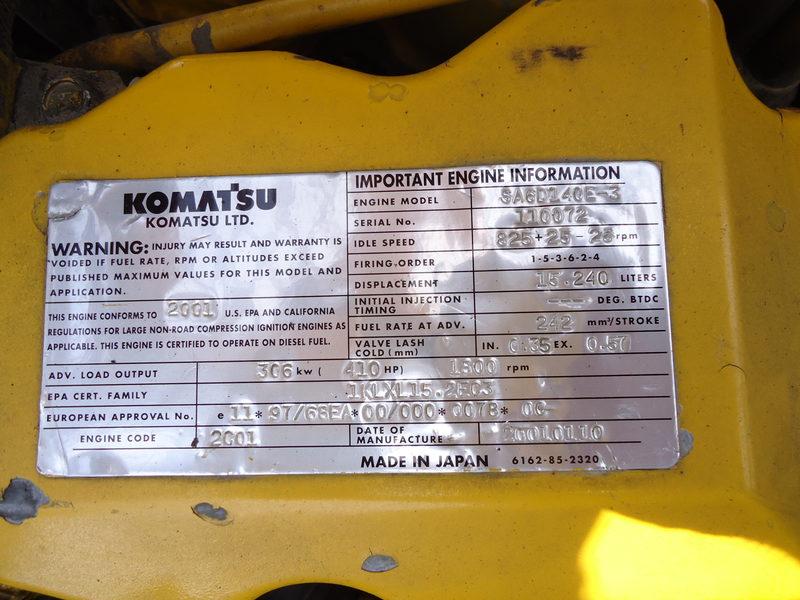 KOMATSU
KOMATSU LTD.
WARNING: INJURY MAY RESULT AND WARRANTY IS
VOIDED IF FUEL RATE, RPM OR ALTITUDES EXCEED
PUBLISHED MAXIMUM VALUES FOR THIS MODEL AND
APPLICATION.
THIS ENGINE CONFORMS TO 2001 U.S. EPA AND CALIFORNIA
REGULATIONS FOR LARGE NON-ROAD COMPRESSION IGNITION ENGINES AS
APPLICABLE. THIS ENGINE IS CERTIFIED TO OPERATE ON DIESEL FUEL.
IMPORTANT ENGINE INFORMATION
ENGINE MODEL SA6D140E-3
SERIAL No. 110072
IDLE SPEED 825+25-25 rpm
FIRING.ORDER 1-5-3-6-2-4
DISPLACEMENT 15.240 LITERS
INITIAL INJECTION TIMING --- DEG. BTDC
FUEL RATE AT ADV. 242 mm³/STROKE
VALVE LASH COLD (mm) IN. 0.35 EX. 0.57
ADV. LOAD OUTPUT 306 kw ( 410 HP) 1800 rpm
EPA CERT. FAMILY 1KLXL15.2E03
EUROPEAN APPROVAL No. e 11* 97/68EA*00/000*0078* 00
ENGINE CODE 2001 DATE OF MANUFACTURE 20010110
MADE IN JAPAN 6162-85-2320